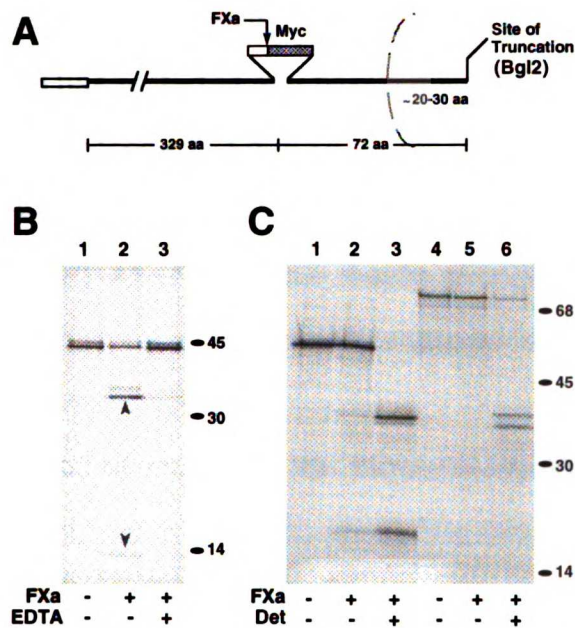 A
FXa
Myc
Site of
Truncation
(Bgl2)
~20-30 aa
329 aa
72 aa
B
1 2 3
45
30
14
FXa - + +
EDTA - - +
C
1 2 3 4 5 6
68
45
30
14
FXa - + + - + +
Det - - + - - +